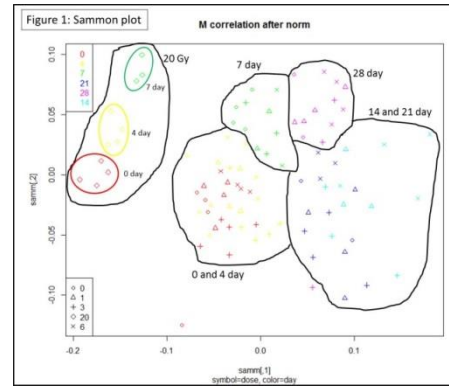 Figure 1: Sammon plot
M correlation after norm
0
4
7
21
28
14
20 Gy
7 day
4 day
0 day
7 day
28 day
14 and 21 day
0 and 4 day
0
1
3
20
6
samm[,2]
0.10
0.05
0.00
-0.05
-0.10
-0.2
-0.1
0.0
0.1
samm[,1]
symbol=dose, color=day